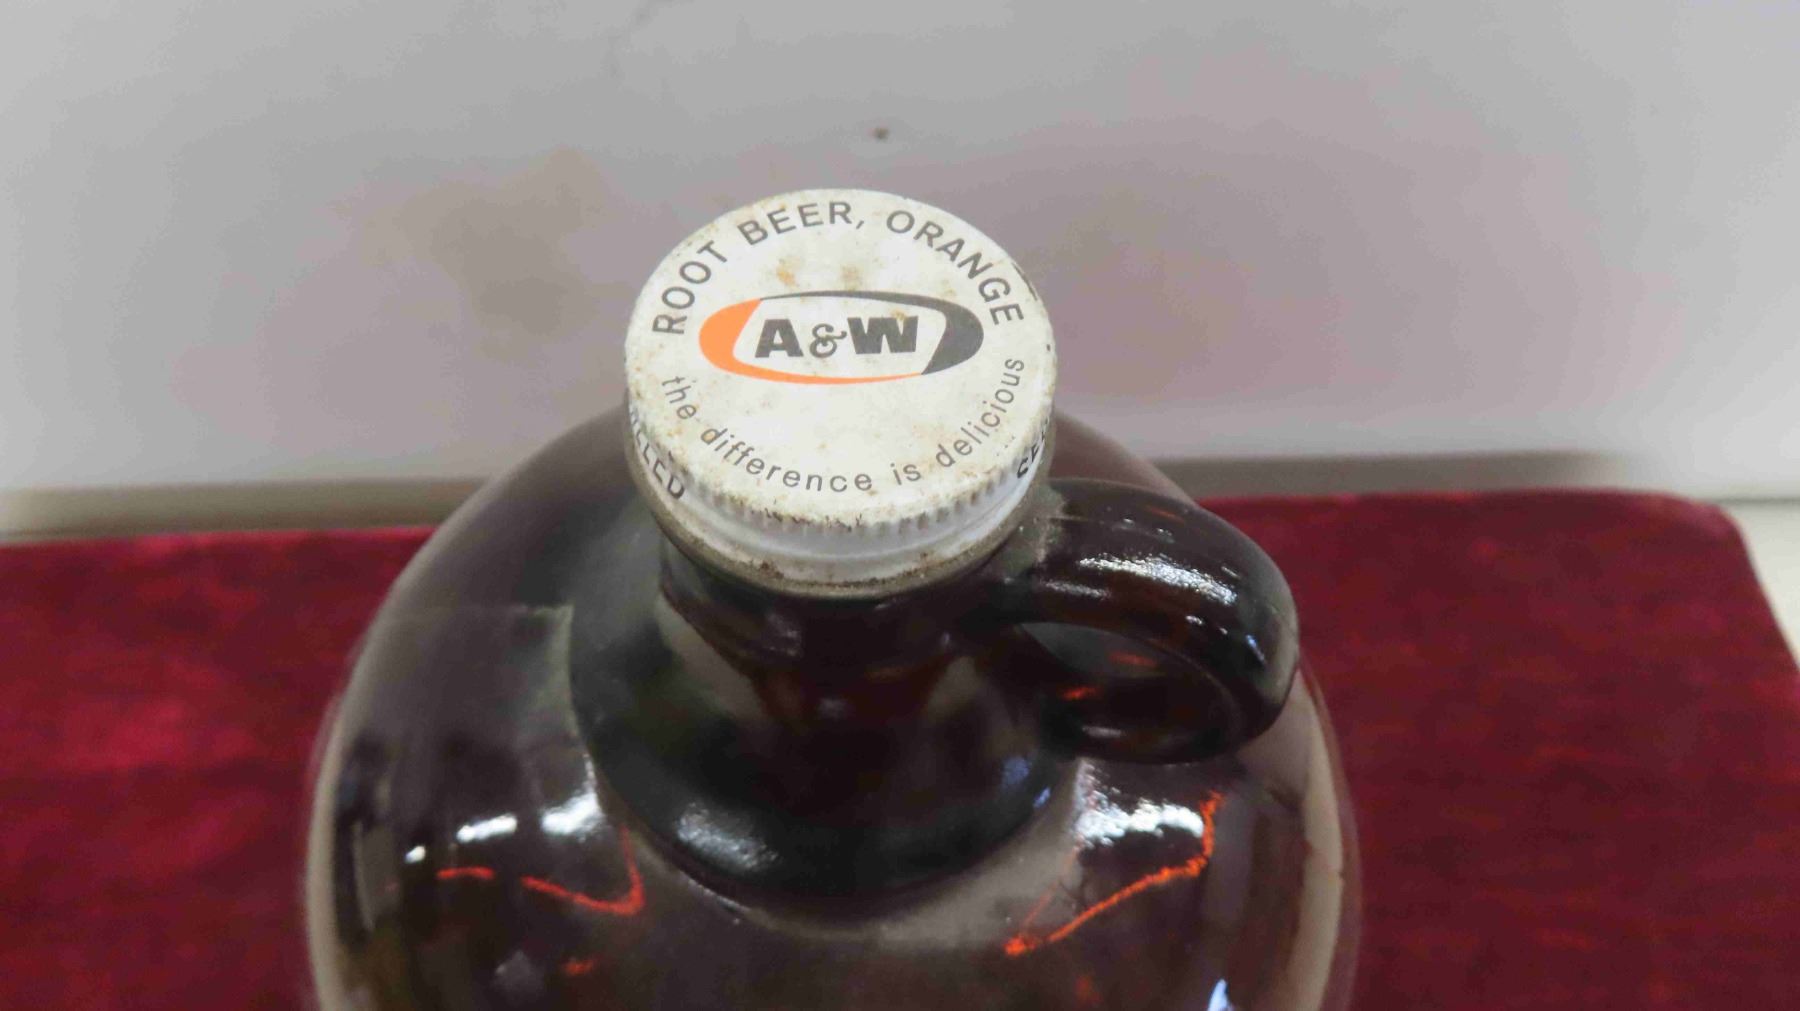 ROOT BEER, ORANGE
A&W
the difference is delicious